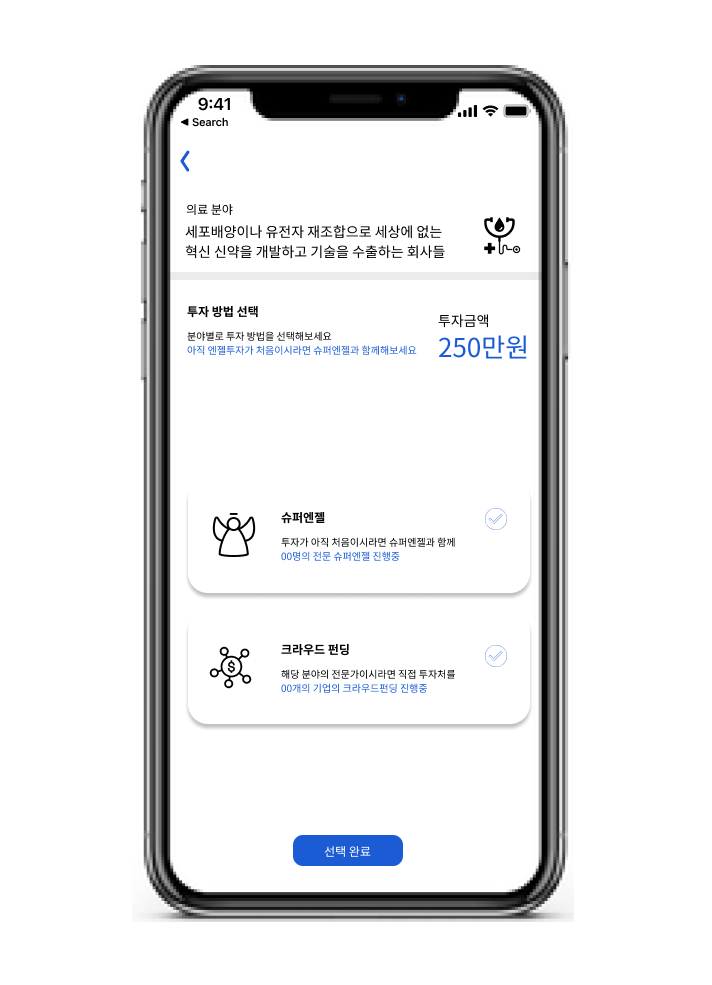 9:41
◀ Search
의료 분야
세포배양이나 유전자 재조합으로 세상에 없는
혁신 신약을 개발하고 기술을 수출하는 회사들
투자 방법 선택
분야별로 투자 방법을 선택해보세요
아직 엔젤투자가 처음이시라면 슈퍼엔젤과 함께해보세요
투자금액
250만원
슈퍼엔젤
투자가 아직 처음이시라면 슈퍼엔젤과 함께
00명의 전문 슈퍼엔젤 진행중
크라우드 펀딩
해당 분야의 전문가이시라면 직접 투자처를
00개의 기업의 크라우드펀딩 진행중
선택 완료